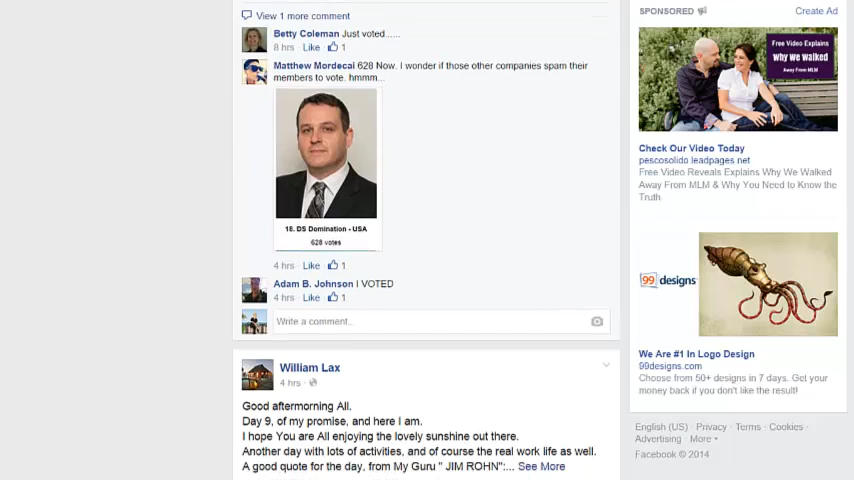 View 1 more comment
Betty Coleman Just voted.....
8 hrs · Like · 1
Matthew Mordecai 628 Now. I wonder if those other companies spam their
members to vote. hmmm...
18. DS Domination - USA
628 votes
4 hrs · Like · 1
Adam B. Johnson I VOTED
4 hrs · Like · 1
Write a comment...
William Lax
4 hrs ·
Good aftermorning All.
Day 9, of my promise, and here I am.
I hope You are All enjoying the lovely sunshine out there.
Another day with lots of activities, and of course the real work life as well.
A good quote for the day, from My Guru " JIM ROHN":... See More
SPONSORED
Create Ad
Free Video Explains
why we walked
Away From MLM
Check Our Video Today
pescosolido.leadpages.net
Free Video Reveals Explains Why We Walked
Away From MLM & Why You Need to Know the
Truth
99 designs
We Are #1 In Logo Design
99designs.com
Choose from 50+ designs in 7 days. Get your
money back if you don't like the result!
English (US) · Privacy · Terms · Cookies ·
Advertising · More
Facebook © 2014